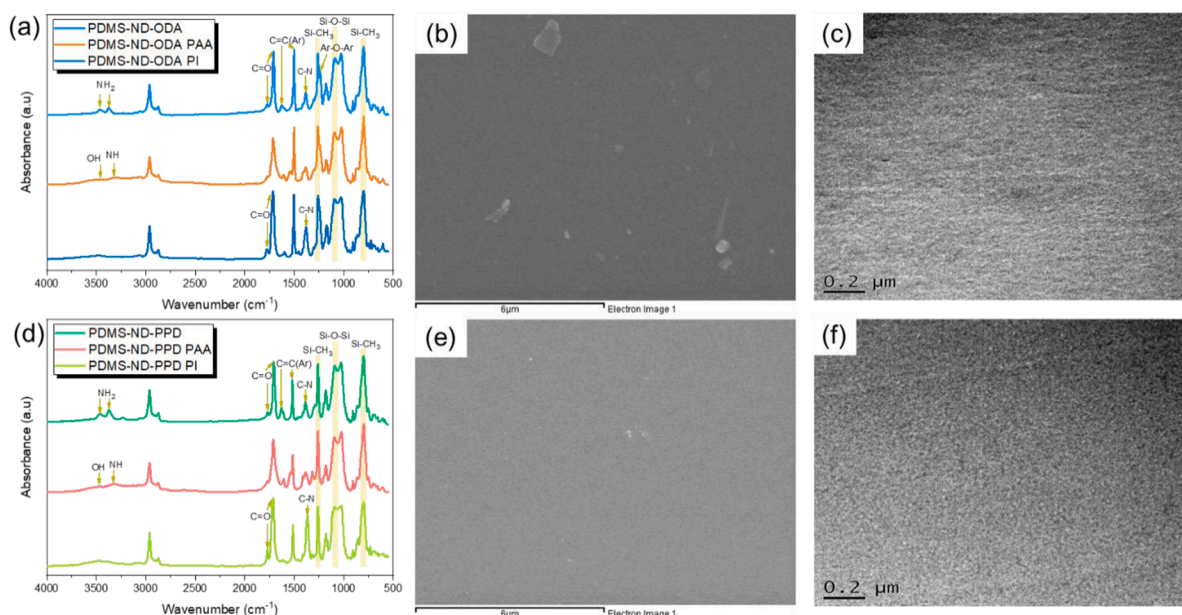 (a)
PDMS-ND-ODA
PDMS-ND-ODA PAA
PDMS-ND-ODA PI
Si-O-Si
C=C(Ar)
Si-CH3
Si-CH3
Ar-O-Ar
C=O
C-N
NH2
OH
NH
C=O
C-N
Absorbance (a.u)
4000 3500 3000 2500 2000 1500 1000 500
Wavenumber (cm-1)
(b)
6μm
Electron Image 1
(c)
0.2 μm
(d)
PDMS-ND-PPD
PDMS-ND-PPD PAA
PDMS-ND-PPD PI
Si-O-Si
Si-CH3
Si-CH3
C=C(Ar)
C=O
C-N
NH2
OH
NH
C-N
C=O
Absorbance (a.u)
4000 3500 3000 2500 2000 1500 1000 500
Wavenumber (cm-1)
(e)
6μm
Electron Image 1
(f)
0.2 μm